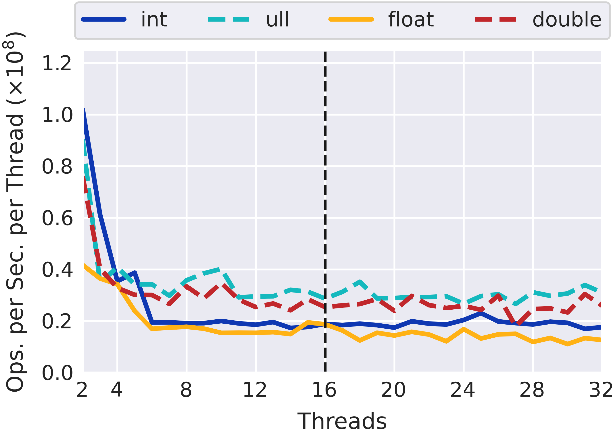 int ull float double
Ops. per Sec. per Thread (×10⁸)
1.2
1.0
0.8
0.6
0.4
0.2
0.0
2 4 8 12 16 20 24 28 32
Threads